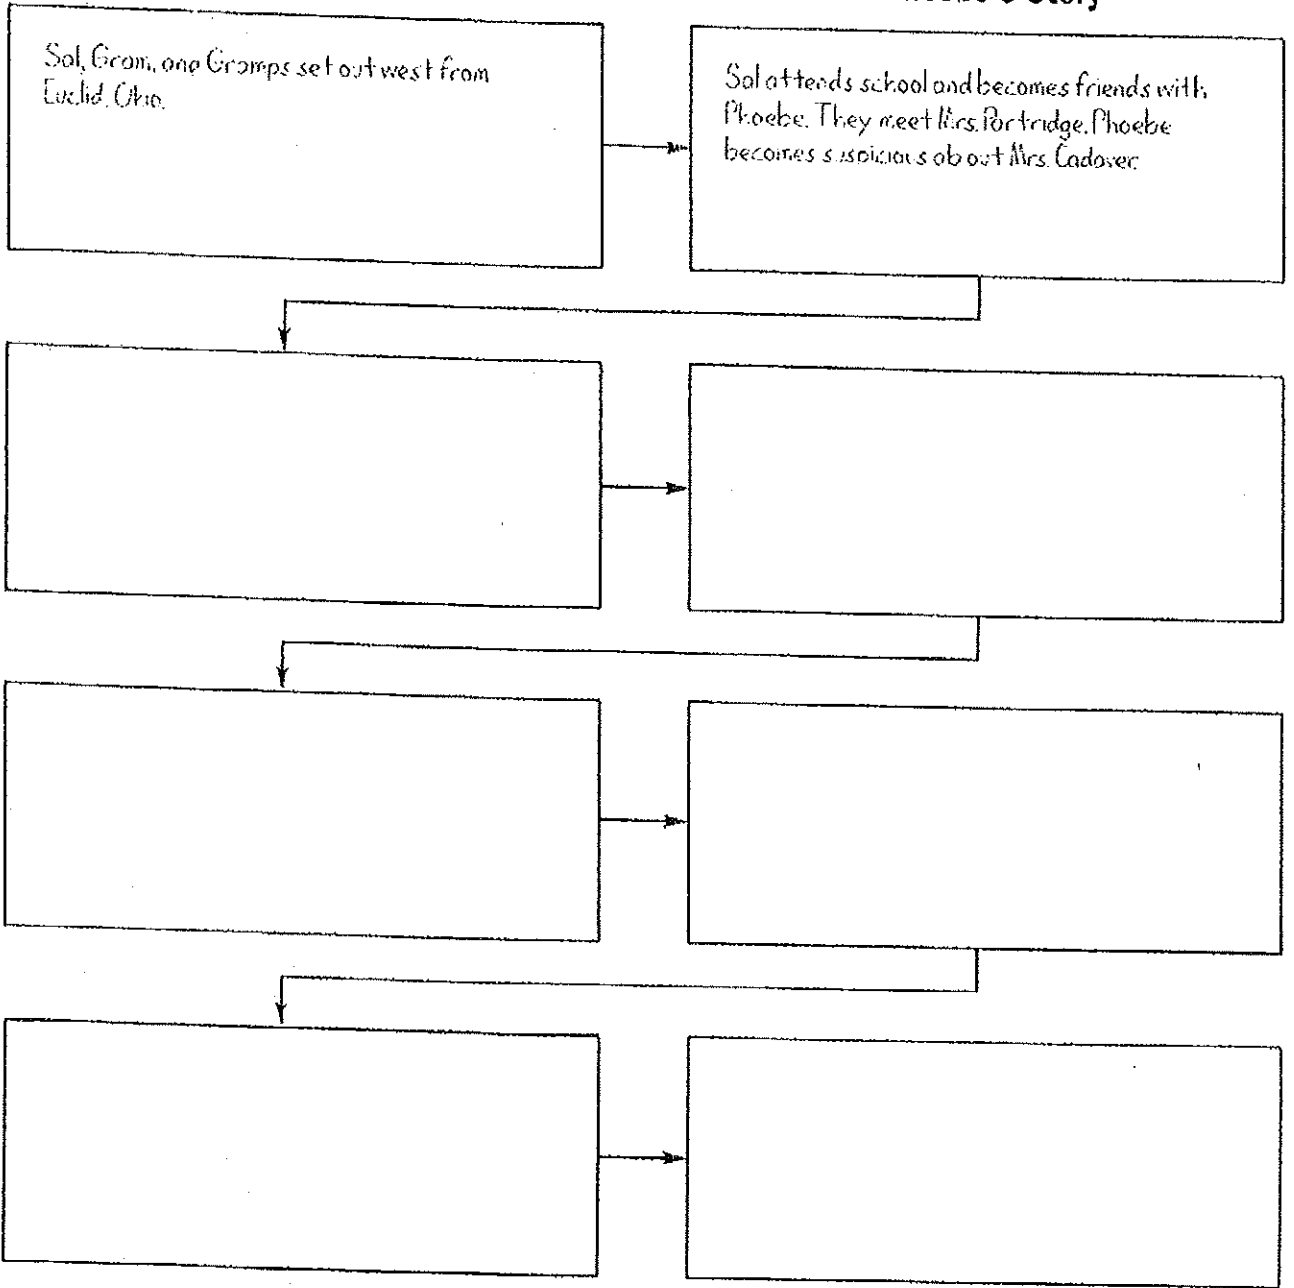 Story
Sal, Gram, and Gramps set out west from
Euclid, Ohio.
Sal attends school and becomes friends with
Phoebe. They meet Mrs. Partridge. Phoebe
becomes suspicious about Mrs. Cadaver.